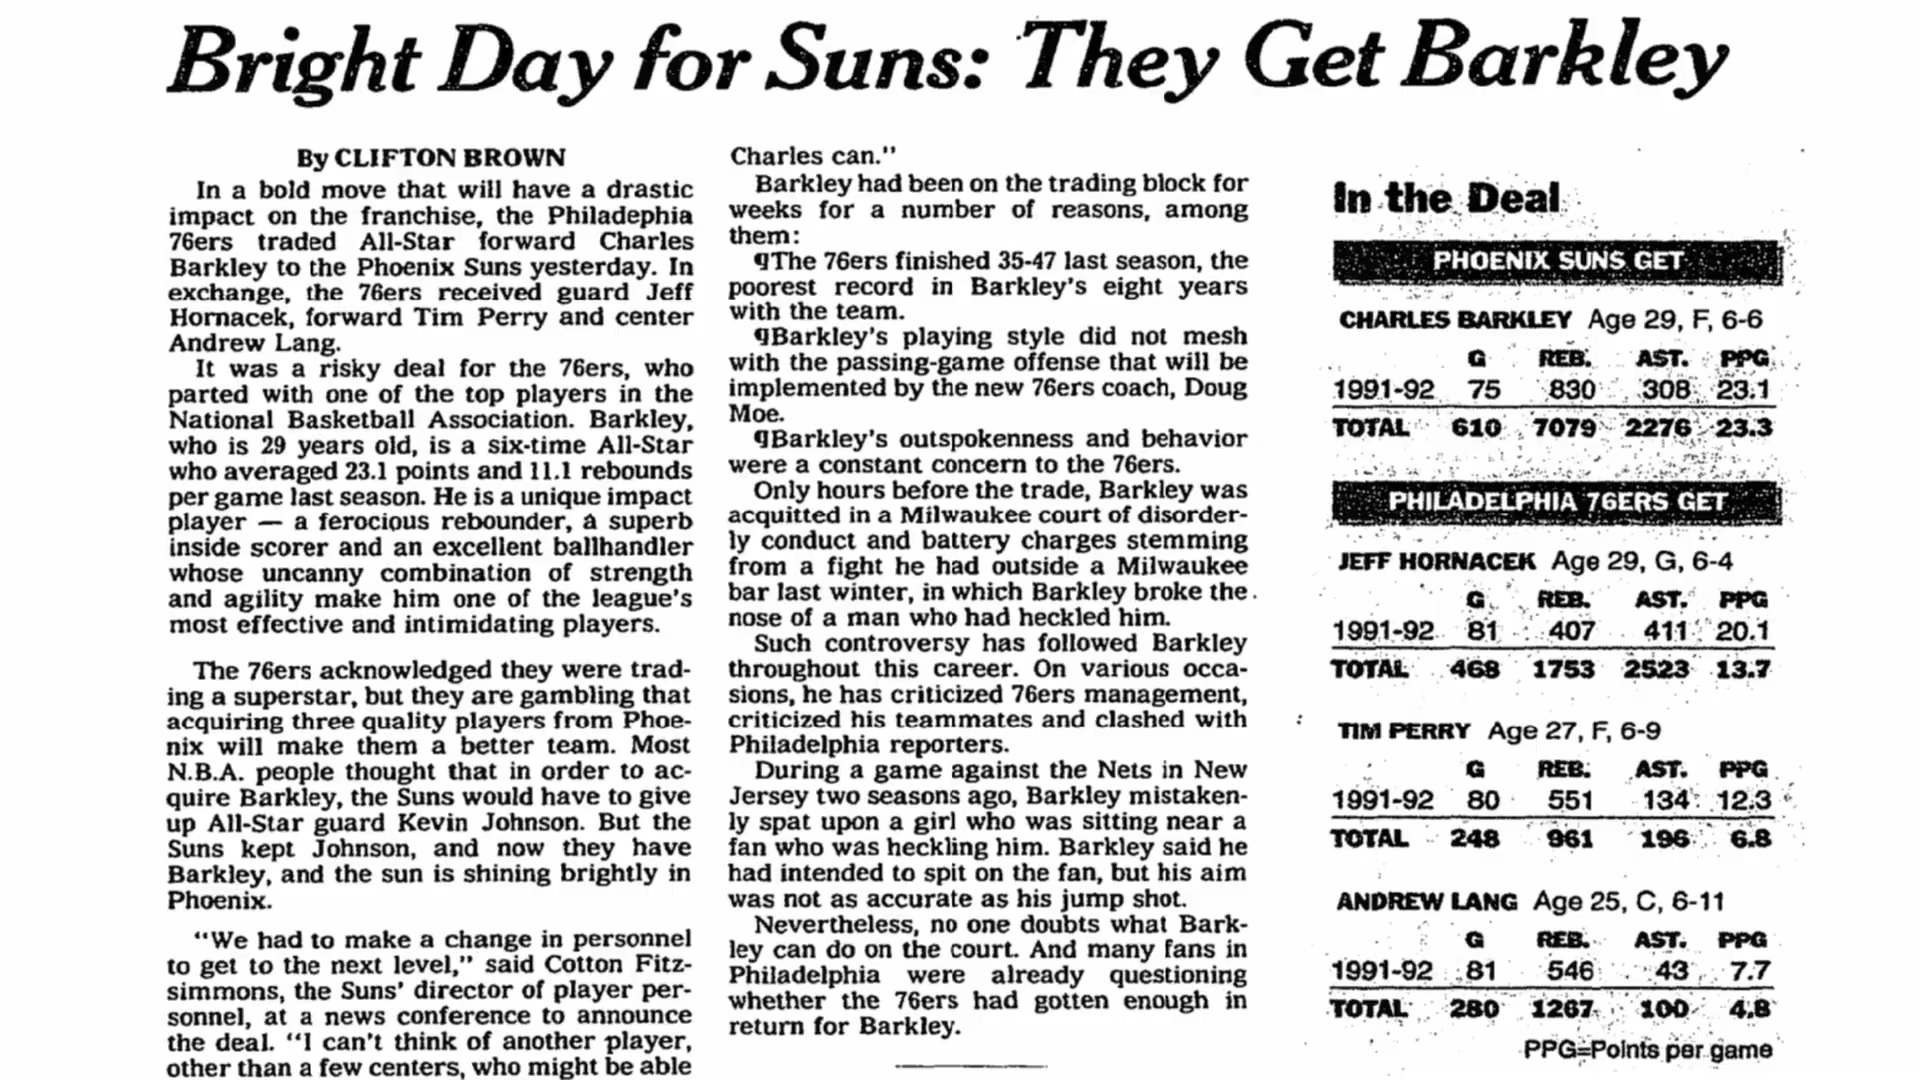 Bright Day for Suns: They Get Barkley
By CLIFTON BROWN
In a bold move that will have a drastic
impact on the franchise, the Philadephia
76ers traded All-Star forward Charles
Barkley to the Phoenix Suns yesterday. In
exchange, the 76ers received guard Jeff
Hornacek, forward Tim Perry and center
Andrew Lang.
It was a risky deal for the 76ers, who
parted with one of the top players in the
National Basketball Association. Barkley,
who is 29 years old, is a six-time All-Star
who averaged 23.1 points and 11.1 rebounds
per game last season. He is a unique impact
player — a ferocious rebounder, a superb
inside scorer and an excellent ballhandler
whose uncanny combination of strength
and agility make him one of the league's
most effective and intimidating players.
The 76ers acknowledged they were trad-
ing a superstar, but they are gambling that
acquiring three quality players from Phoe-
nix will make them a better team. Most
N.B.A. people thought that in order to ac-
quire Barkley, the Suns would have to give
up All-Star guard Kevin Johnson. But the
Suns kept Johnson, and now they have
Barkley, and the sun is shining brightly in
Phoenix.
"We had to make a change in personnel
to get to the next level," said Cotton Fitz-
simmons, the Suns' director of player per-
sonnel, at a news conference to announce
the deal. "I can't think of another player,
other than a few centers, who might be able
Charles can."
Barkley had been on the trading block for
weeks for a number of reasons, among
them:
¶The 76ers finished 35-47 last season, the
poorest record in Barkley's eight years
with the team.
¶Barkley's playing style did not mesh
with the passing-game offense that will be
implemented by the new 76ers coach, Doug
Moe.
¶Barkley's outspokenness and behavior
were a constant concern to the 76ers.
Only hours before the trade, Barkley was
acquitted in a Milwaukee court of disorder-
ly conduct and battery charges stemming
from a fight he had outside a Milwaukee
bar last winter, in which Barkley broke the
nose of a man who had heckled him.
Such controversy has followed Barkley
throughout this career. On various occa-
sions, he has criticized 76ers management,
criticized his teammates and clashed with
Philadelphia reporters.
During a game against the Nets in New
Jersey two seasons ago, Barkley mistaken-
ly spat upon a girl who was sitting near a
fan who was heckling him. Barkley said he
had intended to spit on the fan, but his aim
was not as accurate as his jump shot.
Nevertheless, no one doubts what Bark-
ley can do on the court. And many fans in
Philadelphia were already questioning
whether the 76ers had gotten enough in
return for Barkley.
In the Deal
PHOENIX SUNS GET
CHARLES BARKLEY Age 29, F, 6-6
G REB. AST. PPG
1991-92 75 830 308 23.1
TOTAL 610 7079 2276 23.3
PHILADELPHIA 76ERS GET
JEFF HORNACEK Age 29, G, 6-4
G REB. AST. PPG
1991-92 81 407 411 20.1
TOTAL 468 1753 2523 13.7
TIM PERRY Age 27, F, 6-9
G REB. AST. PPG
1991-92 80 551 134 12.3
TOTAL 248 961 196 6.8
ANDREW LANG Age 25, C, 6-11
G REB. AST. PPG
1991-92 81 546 43 7.7
TOTAL 280 1267 100 4.8
PPG=Points per game